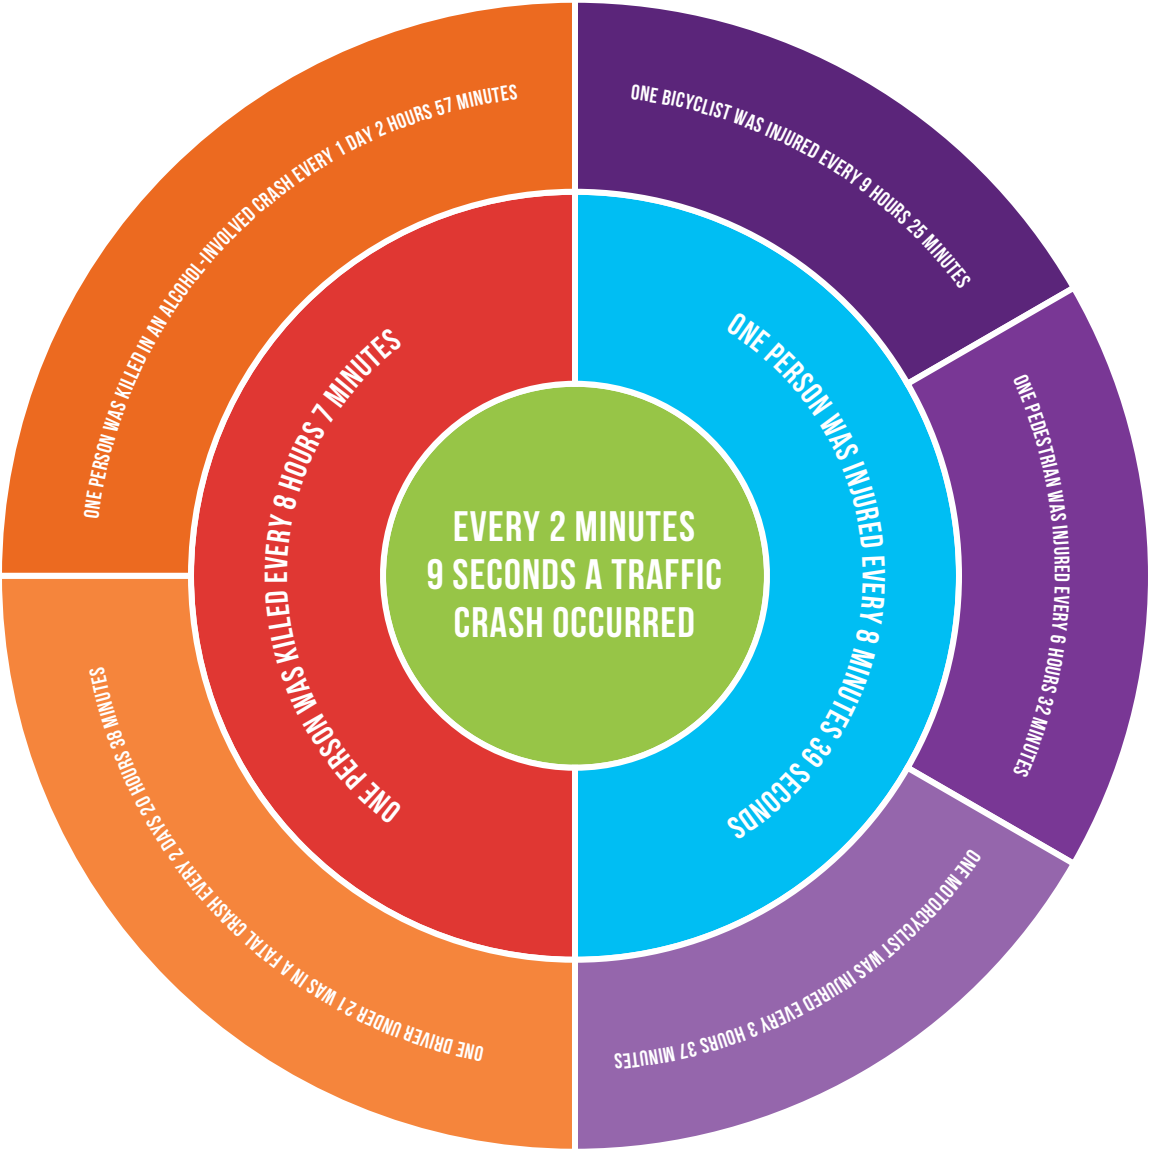 EVERY 2 MINUTES
9 SECONDS A TRAFFIC
CRASH OCCURRED
ONE PERSON WAS KILLED EVERY 8 HOURS 7 MINUTES
ONE PERSON WAS INJURED EVERY 8 MINUTES 39 SECONDS
ONE PERSON WAS KILLED IN AN ALCOHOL-INVOLVED CRASH EVERY 1 DAY 2 HOURS 57 MINUTES
ONE BICYCLIST WAS INJURED EVERY 9 HOURS 25 MINUTES
ONE PEDESTRIAN WAS INJURED EVERY 6 HOURS 32 MINUTES
ONE MOTORCYCLIST WAS INJURED EVERY 3 HOURS 37 MINUTES
ONE DRIVER UNDER 21 WAS IN A FATAL CRASH EVERY 2 DAYS 20 HOURS 38 MINUTES